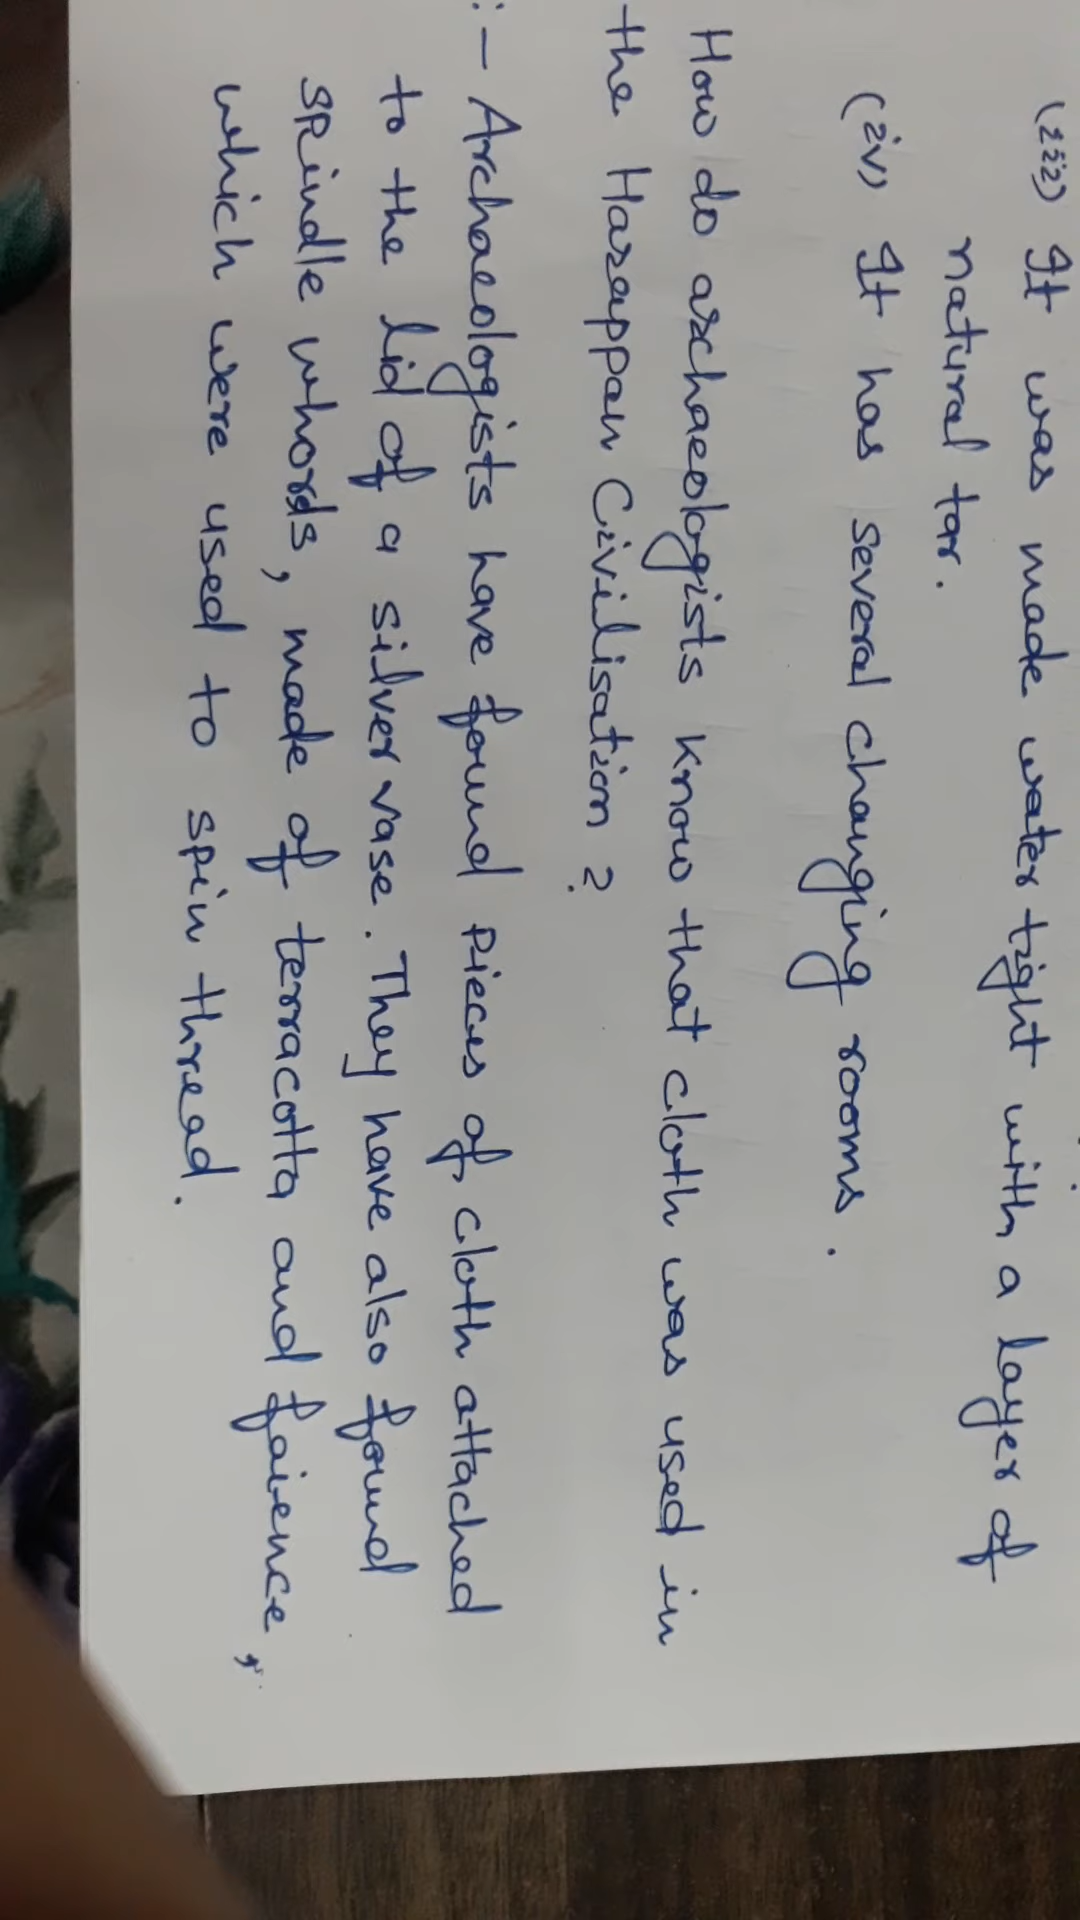 (iii) It was made water tight with a layer of
natural tar.
(iv) It has several changing rooms.
How do archaeologists know that cloth was used in
the Harappan Civilisation?
:- Archaeologists have found pieces of cloth attached
to the lid of a silver vase. They have also found
spindle whords, made of terracotta and faience,
which were used to spin thread.